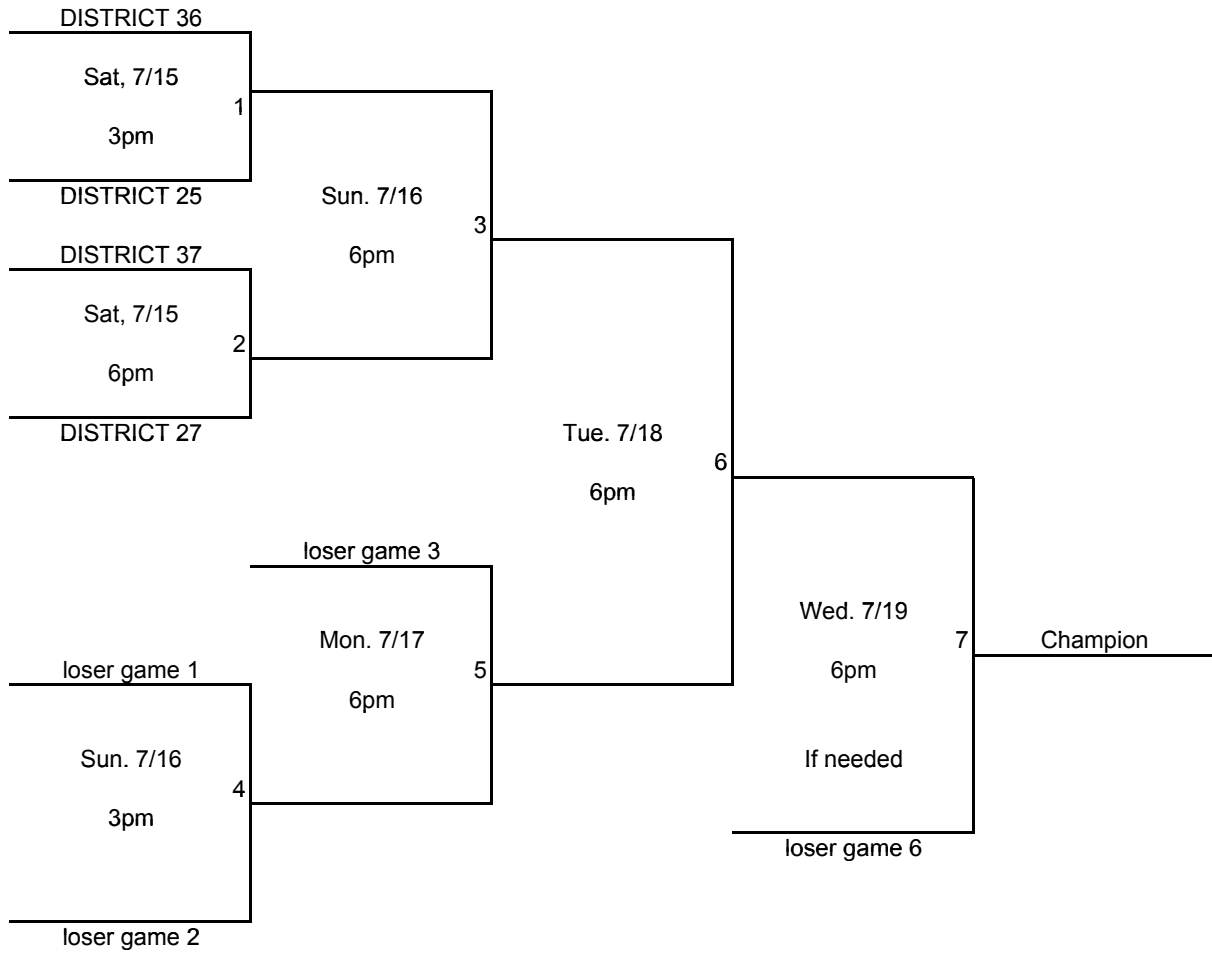 DISTRICT 36
Sat, 7/15
1
3pm
DISTRICT 25
Sun. 7/16
3
6pm
DISTRICT 37
Sat, 7/15
2
6pm
DISTRICT 27
Tue. 7/18
6
6pm
loser game 3
Mon. 7/17
5
6pm
loser game 1
Sun. 7/16
4
3pm
loser game 2
Wed. 7/19
7
6pm
If needed
loser game 6
Champion